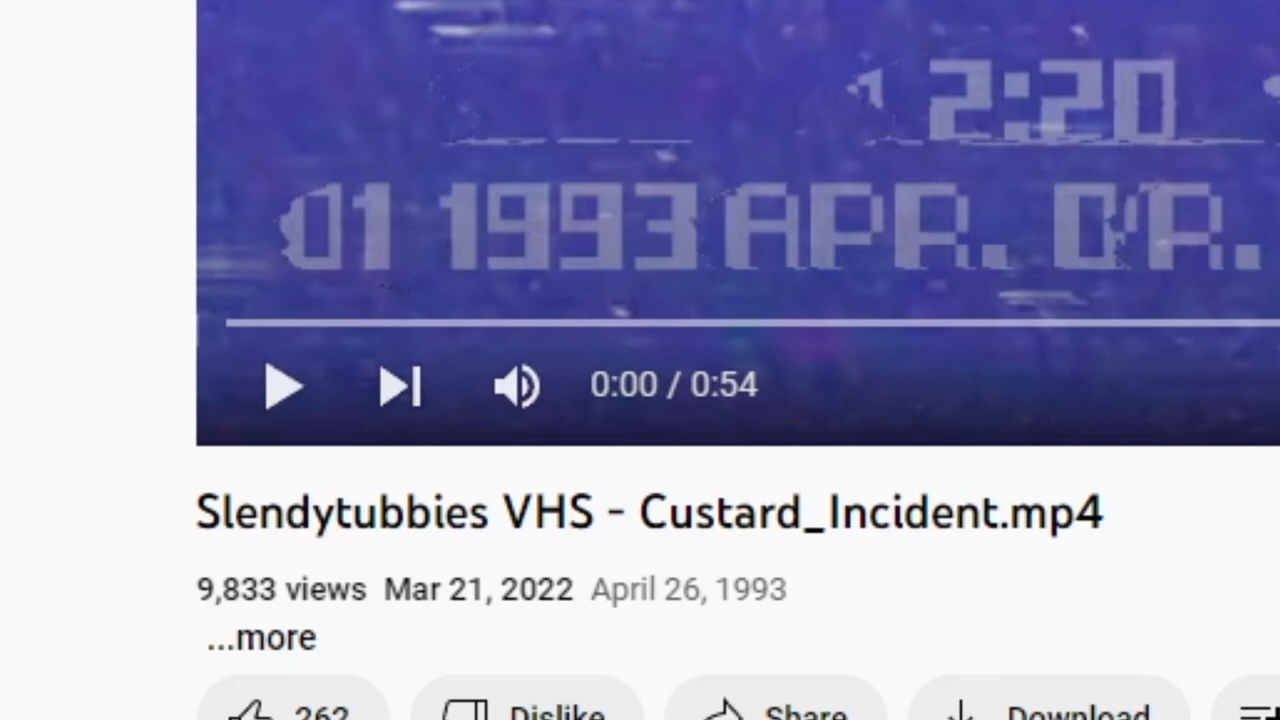 2:20
01 1993 APR.
0:00 / 0:54
Slendytubbies VHS - Custard_Incident.mp4
9,833 views Mar 21, 2022 April 26, 1993
...more
262 Dislike Share Download